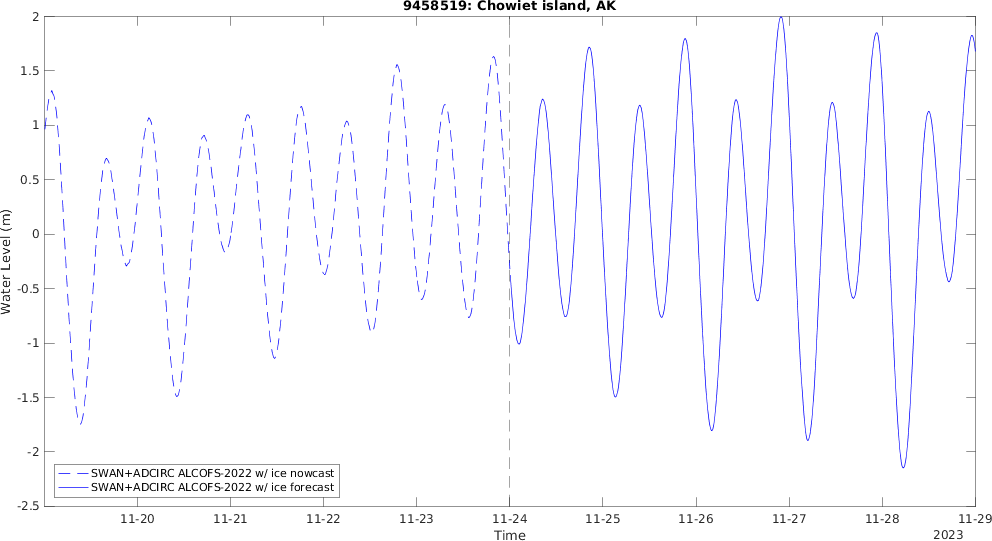 9458519: Chowiet island, AK
2
1.5
1
0.5
0
-0.5
-1
-1.5
-2
-2.5
Water Level (m)
SWAN+ADCIRC ALCOFS-2022 w/ ice nowcast
SWAN+ADCIRC ALCOFS-2022 w/ ice forecast
11-20 11-21 11-22 11-23 11-24 11-25 11-26 11-27 11-28 11-29
Time
2023